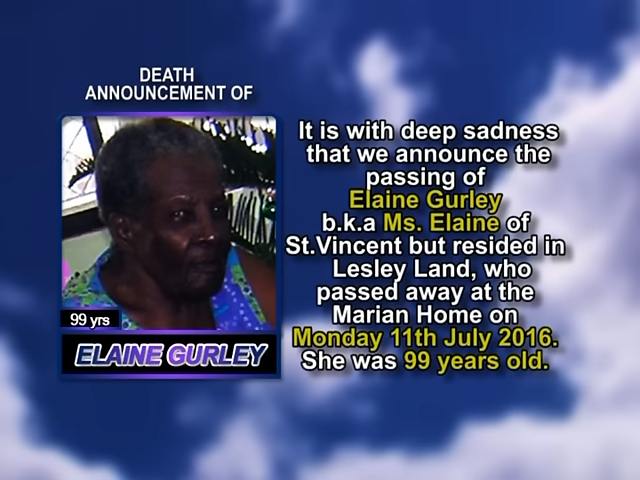 DEATH
ANNOUNCEMENT OF
99 yrs
ELAINE GURLEY
It is with deep sadness
that we announce the
passing of
Elaine Gurley
b.k.a Ms. Elaine of
St.Vincent but resided in
Lesley Land, who
passed away at the
Marian Home on
Monday 11th July 2016.
She was 99 years old.